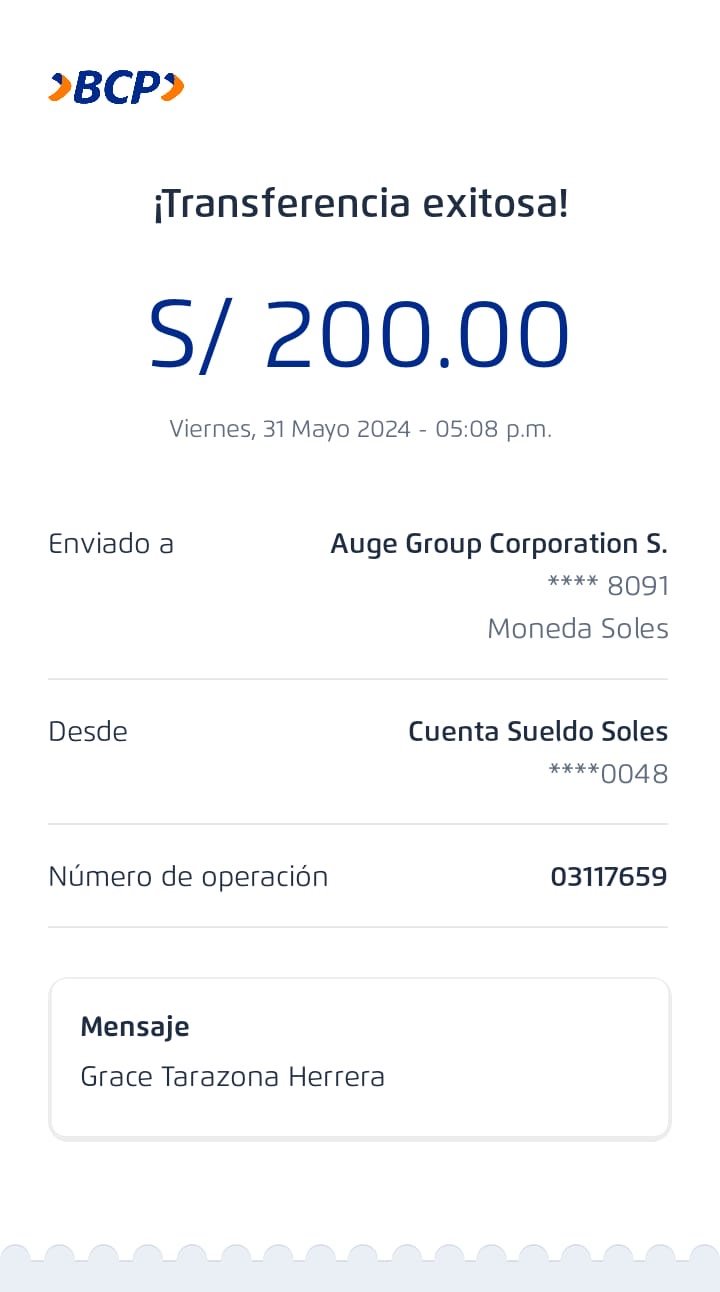 BCP
¡Transferencia exitosa!
S/ 200.00
Viernes, 31 Mayo 2024 - 05:08 p.m.
Enviado a
Auge Group Corporation S.
**** 8091
Moneda Soles
Desde
Cuenta Sueldo Soles
****0048
Número de operación
03117659
Mensaje
Grace Tarazona Herrera